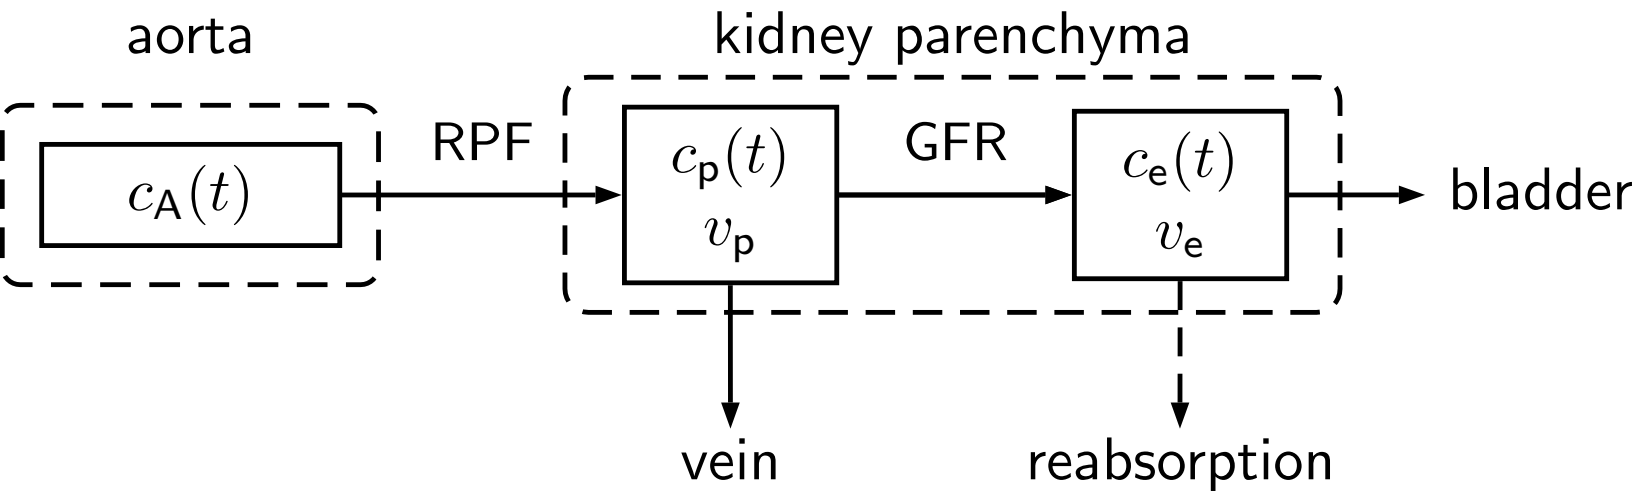 aorta
kidney parenchyma
RPF
GFR
c_A(t)
c_p(t)
v_p
c_e(t)
v_e
bladder
vein
reabsorption